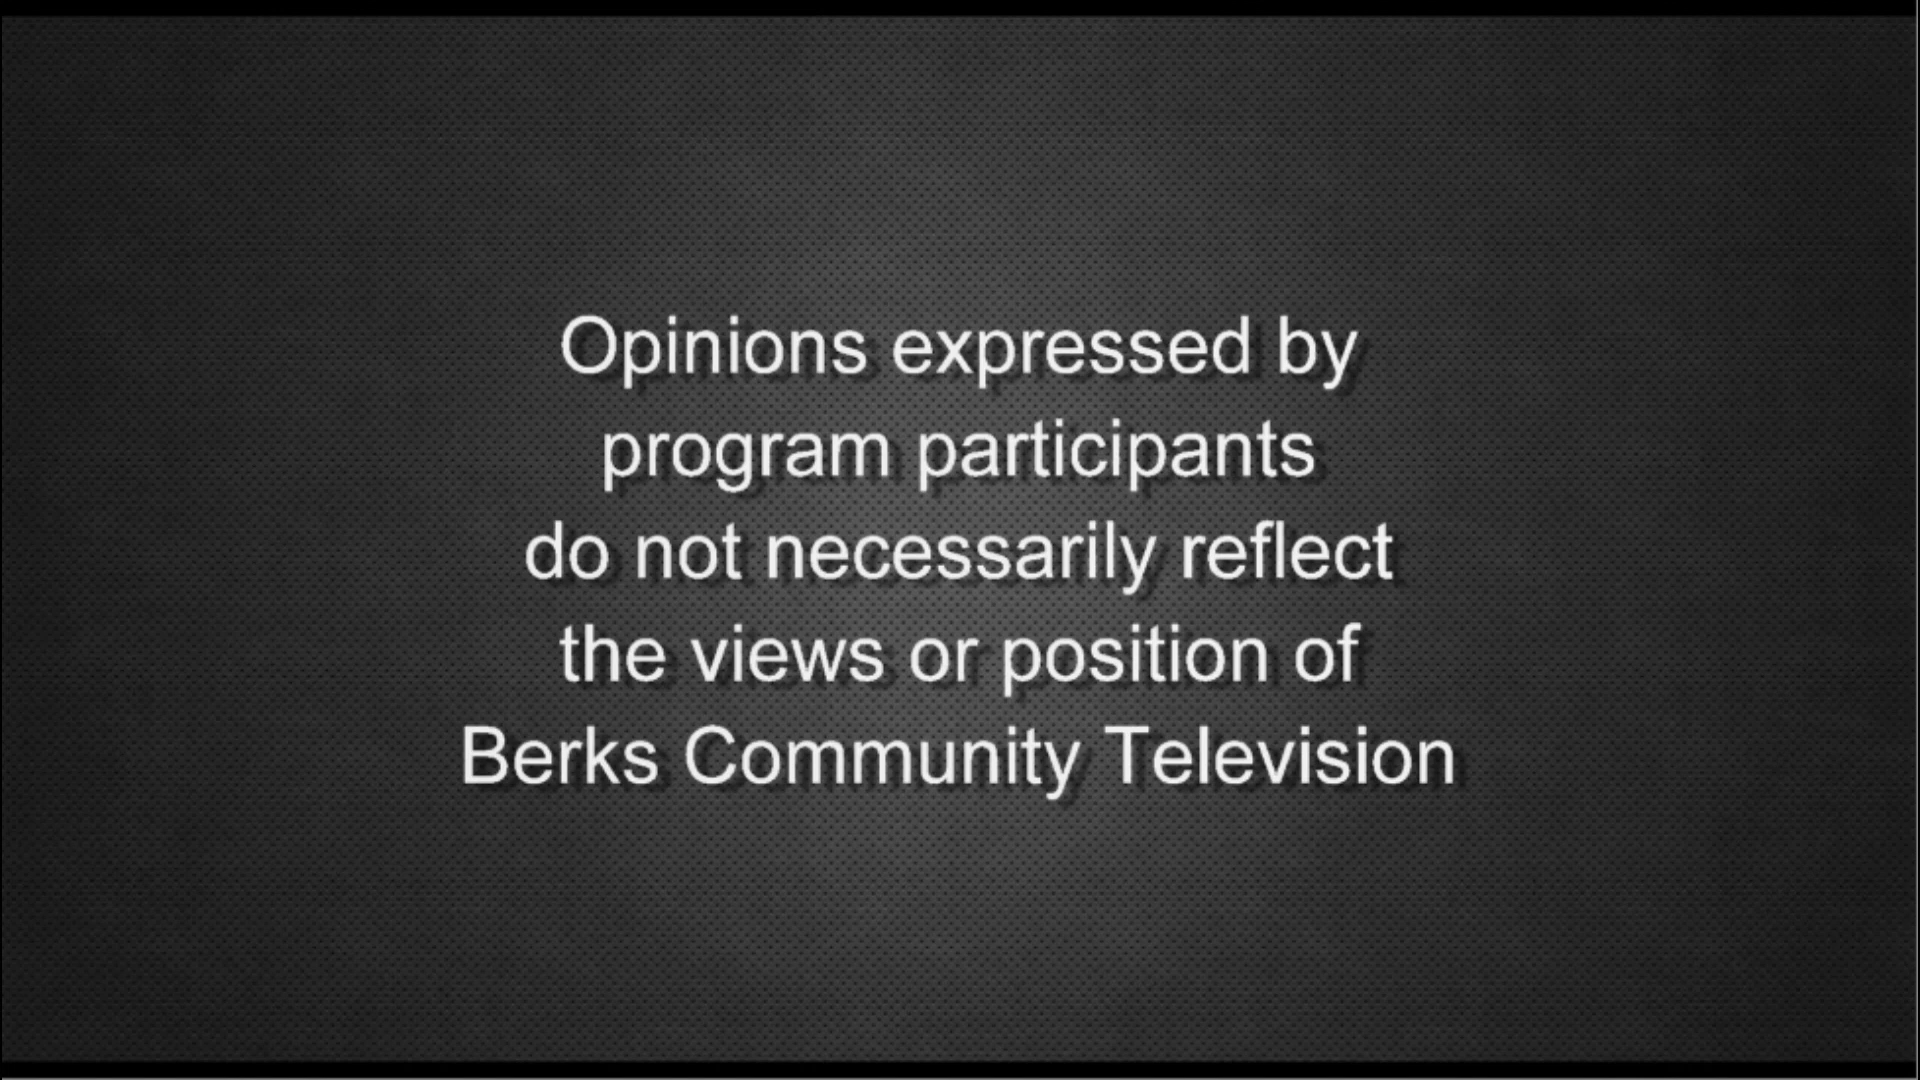 Opinions expressed by
program participants
do not necessarily reflect
the views or position of
Berks Community Television